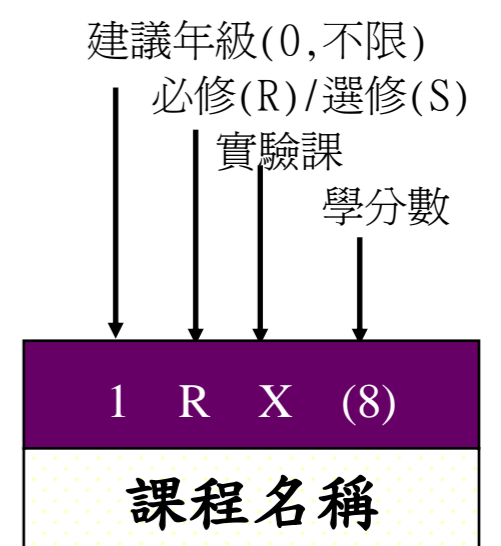 建議年級(0,不限)
必修(R)/選修(S)
實驗課
學分數
1 R X (8)
課程名稱